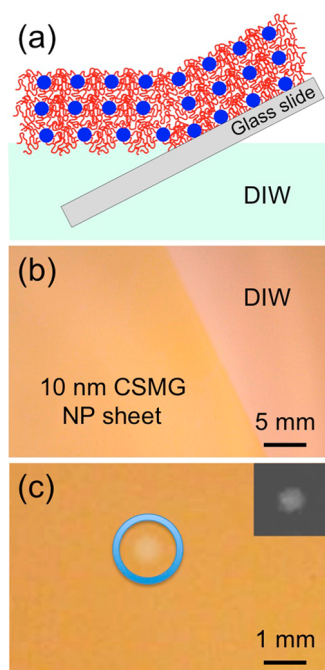 (a)
Glass slide
DIW
(b)
DIW
10 nm CSMG
NP sheet
5 mm
(c)
1 mm